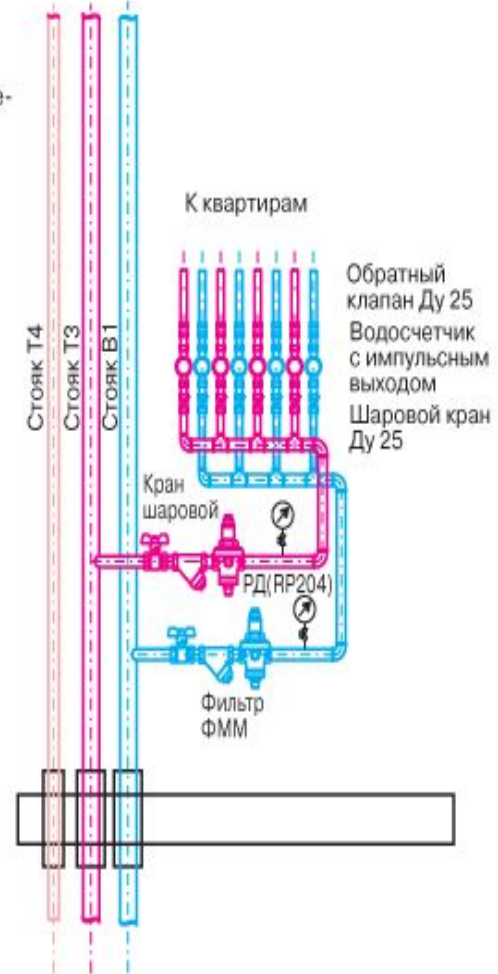 е-
К квартирам
Обратный
клапан Ду 25
Водосчетчик
с импульсным
выходом
Шаровой кран
Ду 25
Стояк Т4
Стояк Т3
Стояк В1
Кран
шаровой
РД(RP204)
Фильтр
ФММ